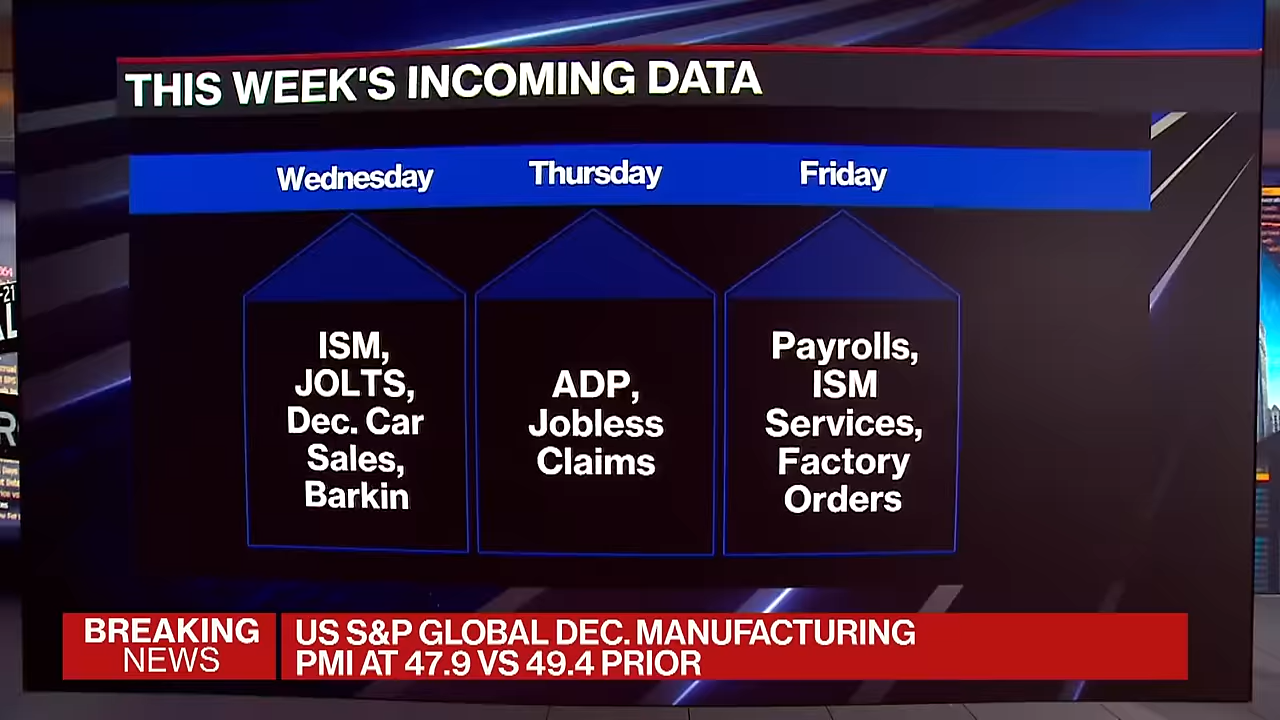 THIS WEEK'S INCOMING DATA
Wednesday
Thursday
Friday
ISM,
JOLTS,
Dec. Car
Sales,
Barkin
ADP,
Jobless
Claims
Payrolls,
ISM
Services,
Factory
Orders
BREAKING
NEWS
US S&P GLOBAL DEC. MANUFACTURING
PMI AT 47.9 VS 49.4 PRIOR